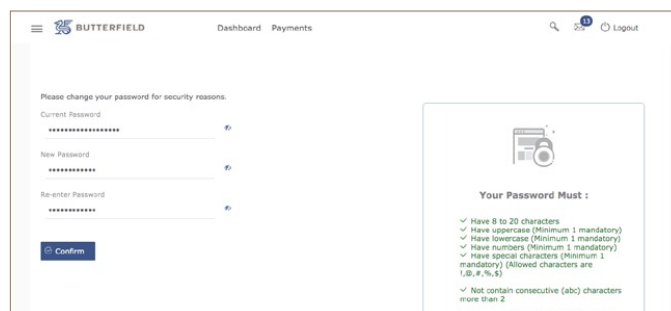 BUTTERFIELD
Dashboard Payments
13
Logout
Please change your password for security reasons.
Current Password
••••••••••••••••••
New Password
••••••••••••
Re-enter Password
••••••••••••
Confirm
Your Password Must :
Have 8 to 20 characters
Have uppercase (Minimum 1 mandatory)
Have lowercase (Minimum 1 mandatory)
Have numbers (Minimum 1 mandatory)
Have special characters (Minimum 1
mandatory) (Allowed characters are
!,@,#,%,$)
Not contain consecutive (abc) characters
more than 2